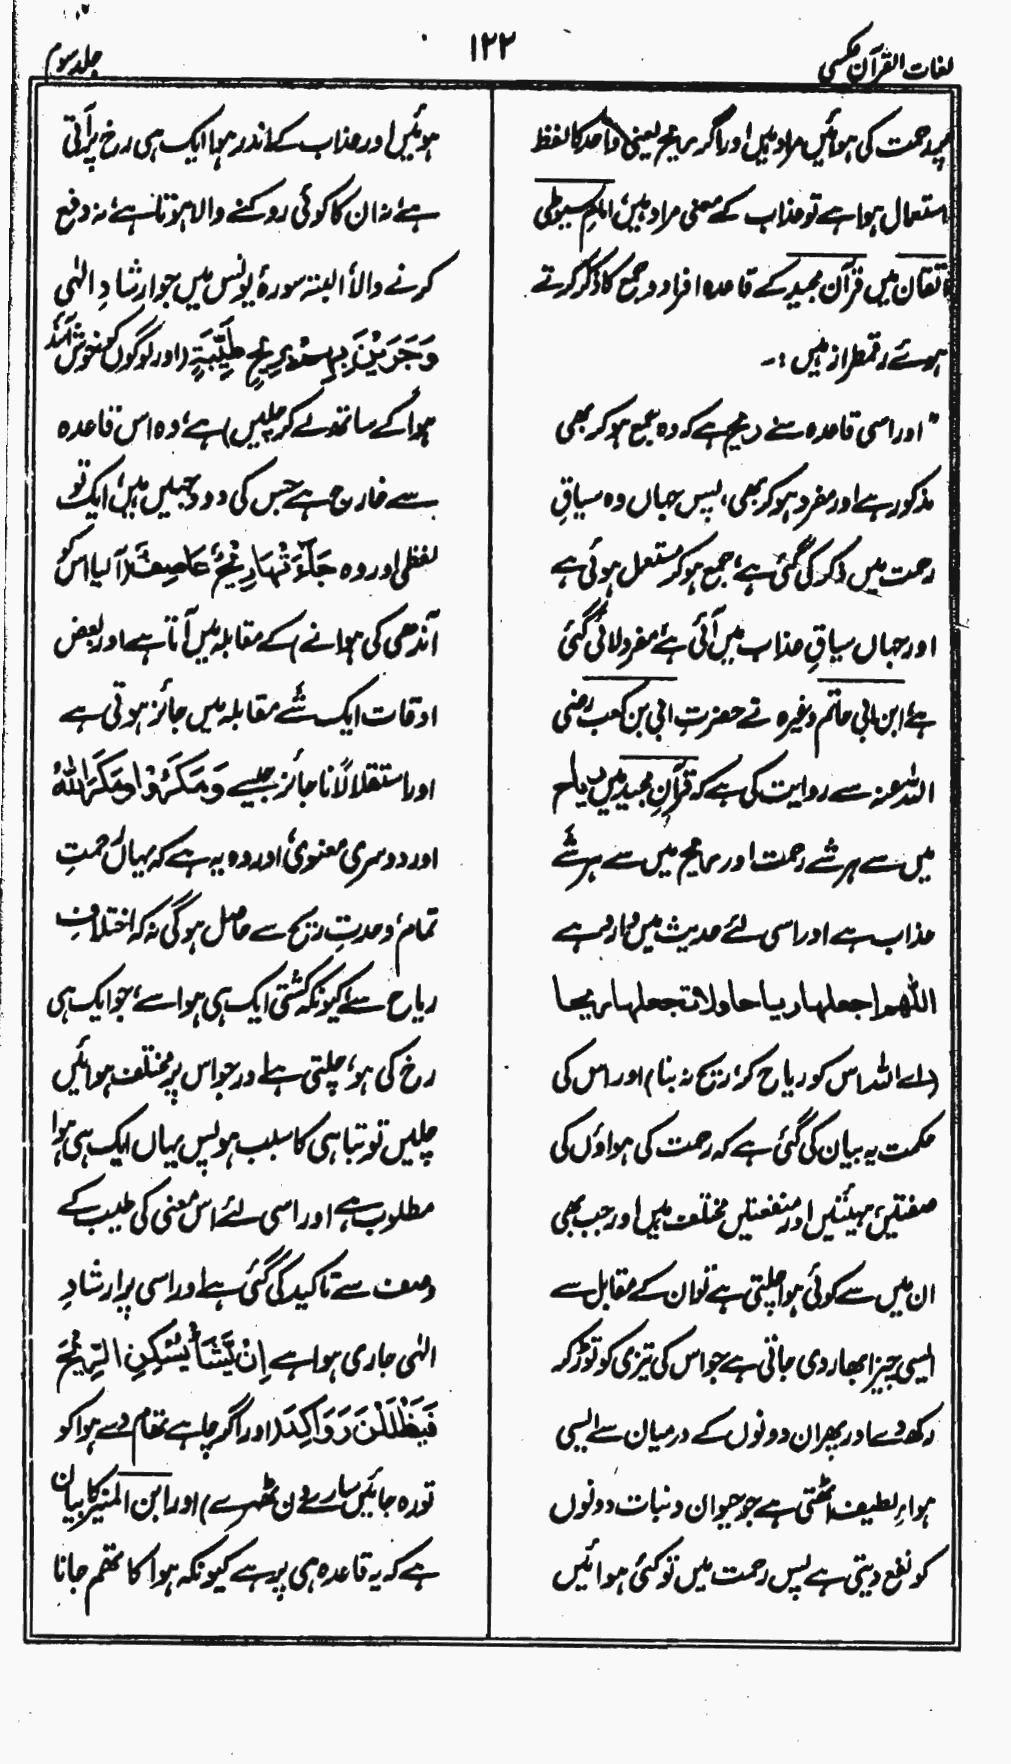 لغات القرآن عکسی
۱۲۲
جلد سوم
رحمت کی ہوائیں مراد ہیں اور اگر ریح یعنی واحد کا لفظ
استعمال ہوا ہے تو عذاب کے معنی مراد ہیں، امام سیوطی
اتقان میں قرآن مجید کے قاعدہ افراد و جمع کا ذکر کرتے
ہوئے رقمطراز ہیں :۔
" اور اسی قاعدہ سے ریح ہے کہ وہ جمع ہو کر بھی
مذکور ہے اور مفرد ہو کر بھی، پس جہاں وہ سیاقِ
رحمت میں ذکر کی گئی ہے، جمع ہو کر مستعمل ہوئی ہے
اور جہاں سیاقِ عذاب میں آئی ہے، مفرد لائی گئی
ہے، ابن ابی حاتم وغیرہ نے حضرت ابی بن کعب رضی
اللہ عنہ سے روایت کی ہے کہ قرآنِ مجید میں ریاح
میں سے ہر شے رحمت اور ریح میں سے ہر شے
عذاب ہے اور اسی لئے حدیث میں وارد ہے
اللّٰھم اجعلہا ریاحا ولا تجعلہا ریحا
(اے اللہ اس کو ریاح کر، ریح نہ بنا) اور اس کی
حکمت یہ بیان کی گئی ہے کہ رحمت کی ہواؤں کی
صفتیں، ہیئتیں اور منفعتیں مختلف ہیں اور جب بھی
ان میں سے کوئی ہوا چلتی ہے تو ان کے مقابل سے
ایسی چیز ابھار دی جاتی ہے جو اس کی تیزی کو توڑ کر
رکھ دے اور پھر ان دونوں کے درمیان سے ایسی
ہواءِ لطیف اٹھتی ہے جو حیوان و نبات دونوں
کو نفع دیتی ہے پس رحمت میں تو کئی ہوائیں
ہوئیں اور عذاب کے اندر ہوا ایک ہی رخ پر آتی
ہے، نہ ان کا کوئی روکنے والا ہوتا ہے، نہ دفع
کرنے والا، البتہ سورۂ یونس میں جو ارشادِ الٰہی
وَجَرَیْنَ بِہِمْ بِرِیْحٍ طَیِّبَۃٍ (اور لوگوں کو خوش آئند
ہوا کے ساتھ لے کر چلیں) ہے، وہ اس قاعدہ
سے خارج ہے جس کی دو وجہیں ہیں، ایک تو
لفظی اور وہ جَآءَتْہَا رِیْحٌ عَاصِفٌ (آ لیا اس کو
آندھی کی ہوا نے) کے مقابلہ میں آنا ہے اور بعض
اوقات ایک شے مقابلہ میں جائز ہوتی ہے
اور استقلالاً ناجائز جیسے وَمَکَرُوْا وَمَکَرَ اللّٰہُ
اور دوسری معنوی، اور وہ یہ ہے کہ یہاں رحمتِ
تمام، وحدتِ ریح سے حاصل ہوگی نہ کہ اختلافِ
ریاح سے، کیونکہ کشتی ایک ہی ہوا سے، جو ایک ہی
رخ کی ہو، چلتی ہے اور جو اس پر مختلف ہوائیں
چلیں تو تباہی کا سبب ہو پس یہاں ایک ہی ہوا
مطلوب ہے اور اسی لئے اس معنی کی طیب کے
وصف سے تاکید کی گئی ہے اور اسی پر ارشادِ
الٰہی جاری ہوا ہے اِنْ یَّشَأْ یُسْکِنِ الرِّیْحَ
فَیَظْلَلْنَ رَوَاکِدَ (اور اگر چاہے تھام دے ہوا کو
تو رہ جائیں سارے دن ٹھہرے) اور ابن المنیر کا بیان
ہے کہ یہ قاعدہ ہی پر ہے کیونکہ ہوا کا تھم جانا